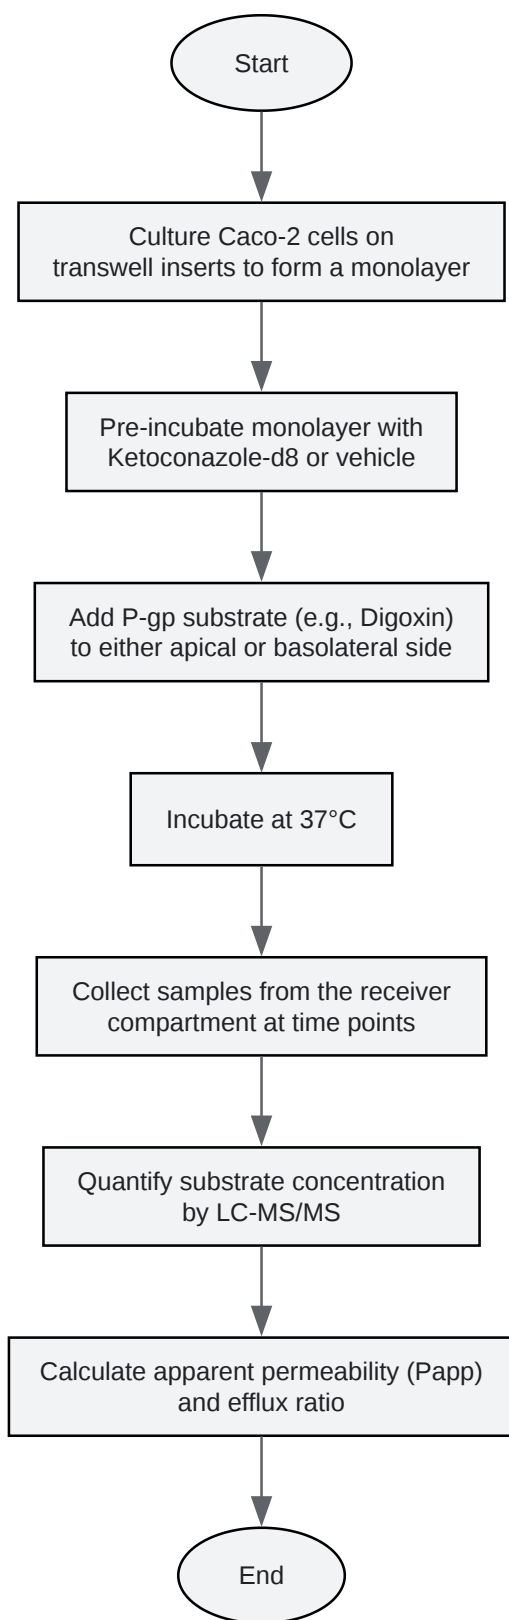 Start
Culture Caco-2 cells on
transwell inserts to form a monolayer
Pre-incubate monolayer with
Ketoconazole-d8 or vehicle
Add P-gp substrate (e.g., Digoxin)
to either apical or basolateral side
Incubate at 37°C
Collect samples from the receiver
compartment at time points
Quantify substrate concentration
by LC-MS/MS
Calculate apparent permeability (Papp)
and efflux ratio
End